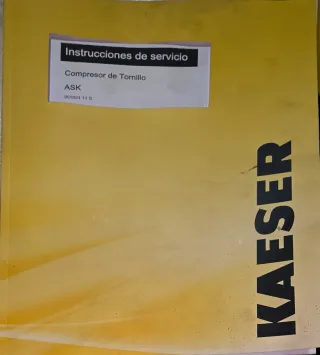 Instrucciones de servicio
Compresor de Tornillo
ASK
KAESER